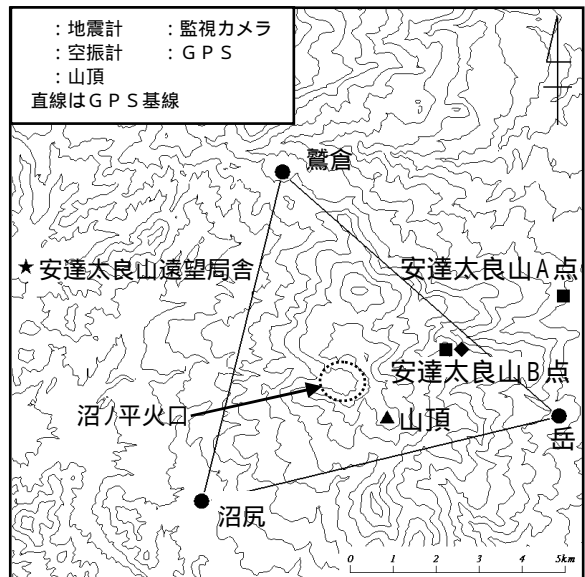 ：地震計　：監視カメラ
：空振計　：ＧＰＳ
：山頂
直線はＧＰＳ基線
鷲倉
安達太良山遠望局舎
安達太良山Ａ点
安達太良山Ｂ点
沼ノ平火口
山頂
岳
沼尻
0 1 2 3 4 5km